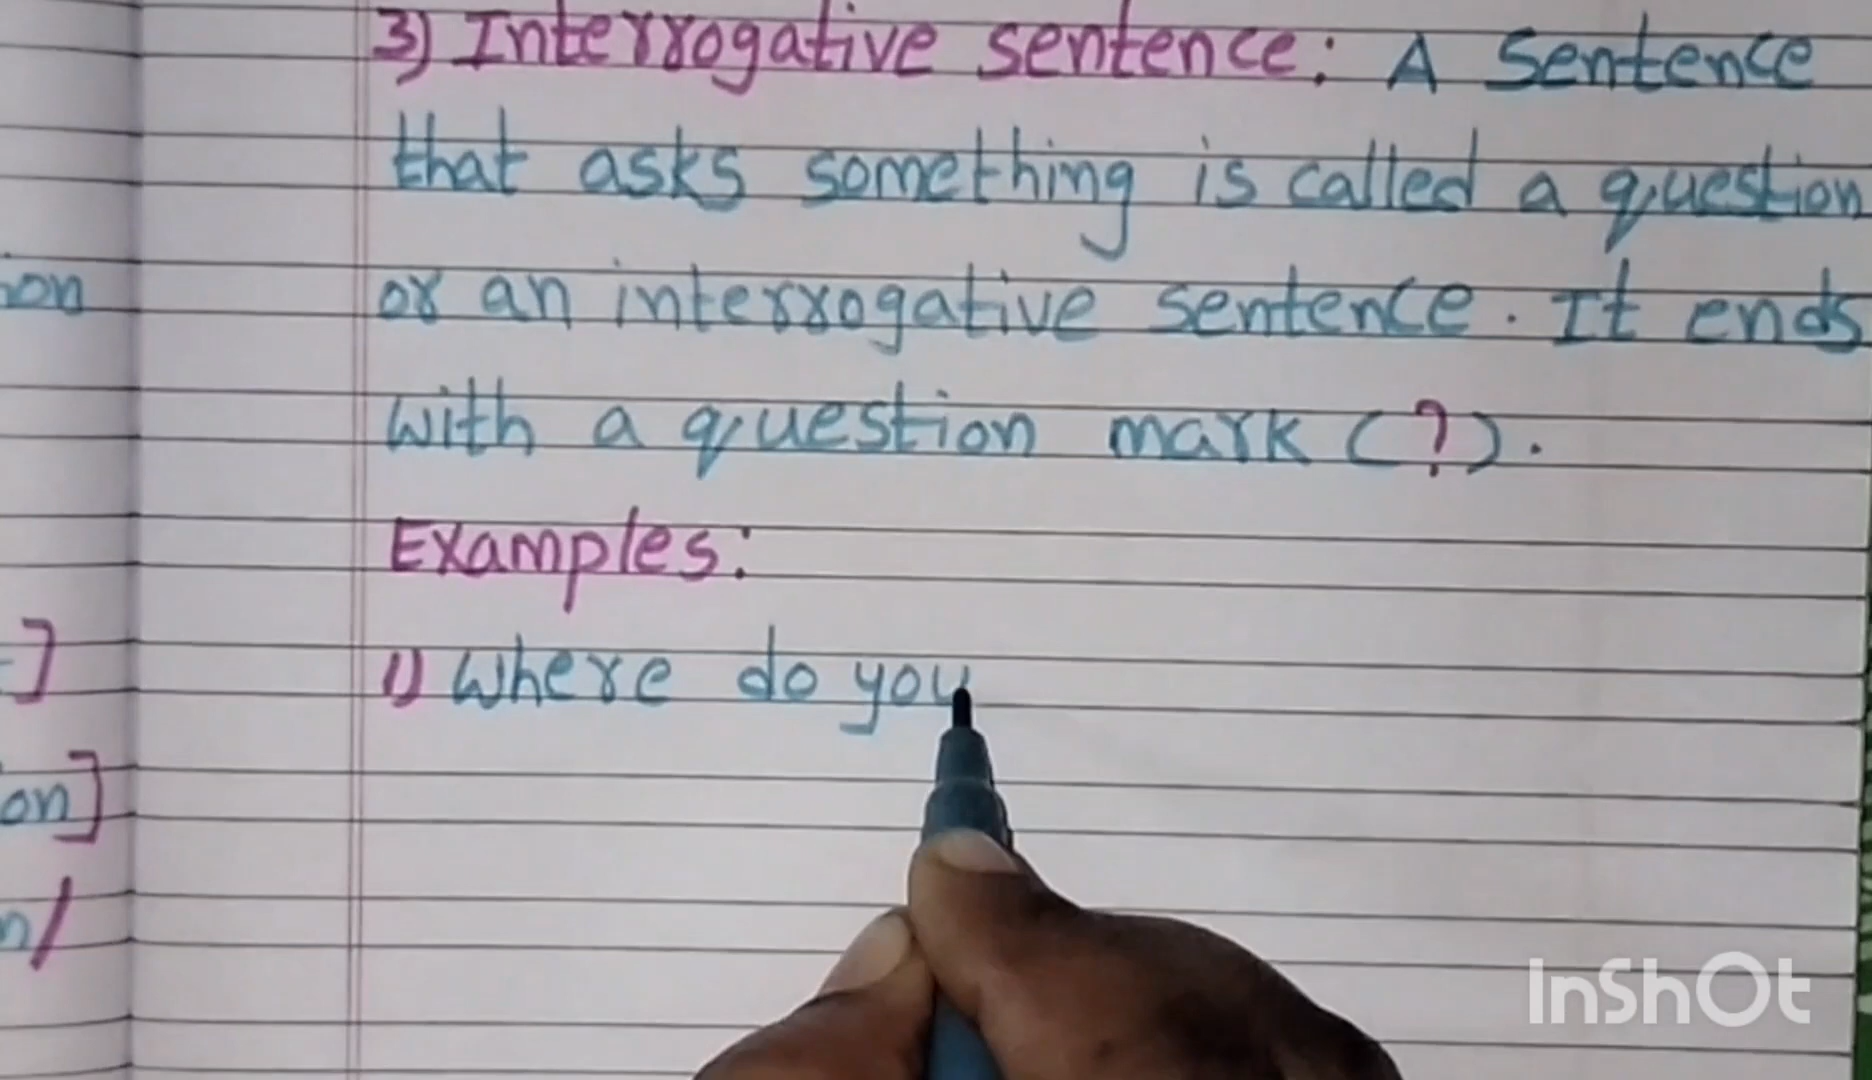 3) Interrogative sentence: A Sentence
that asks something is called a question
or an interrogative sentence. It ends
with a question mark (?).
Examples:
1) Where do you
InShOt